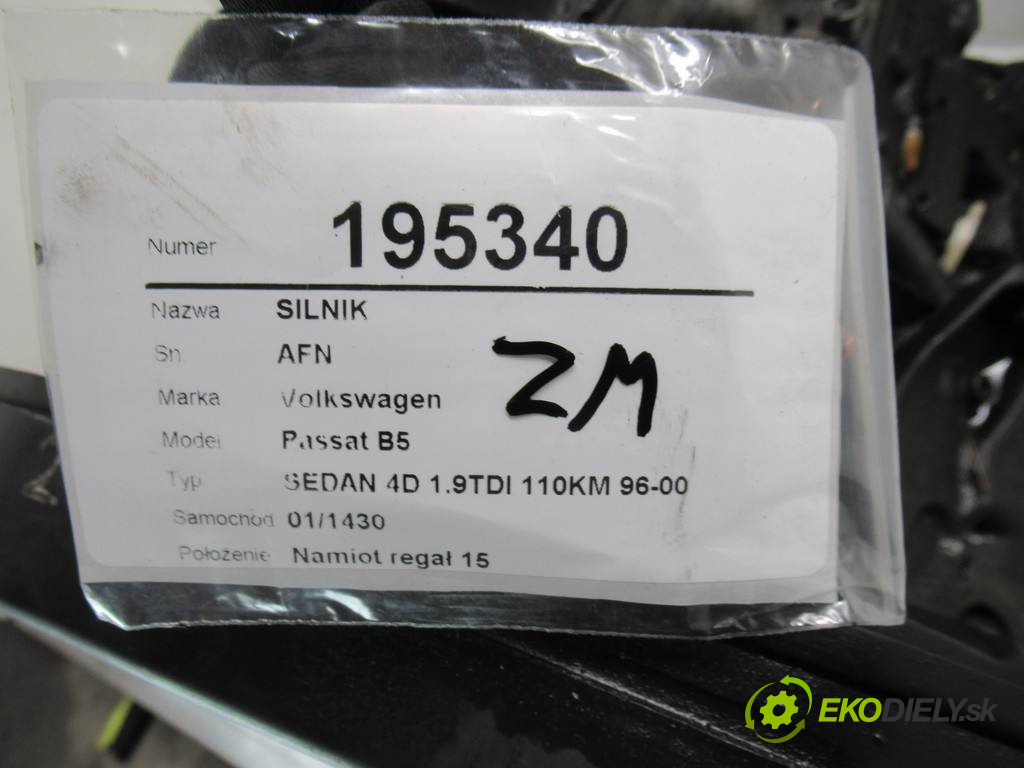 Numer 195340
Nazwa SILNIK
Sn. AFN
Marka Volkswagen
ZM
Model Passat B5
Typ SEDAN 4D 1.9TDI 110KM 96-00
Samochód 01/1430
Położenie Namiot regał 15
EKODIELY.sk